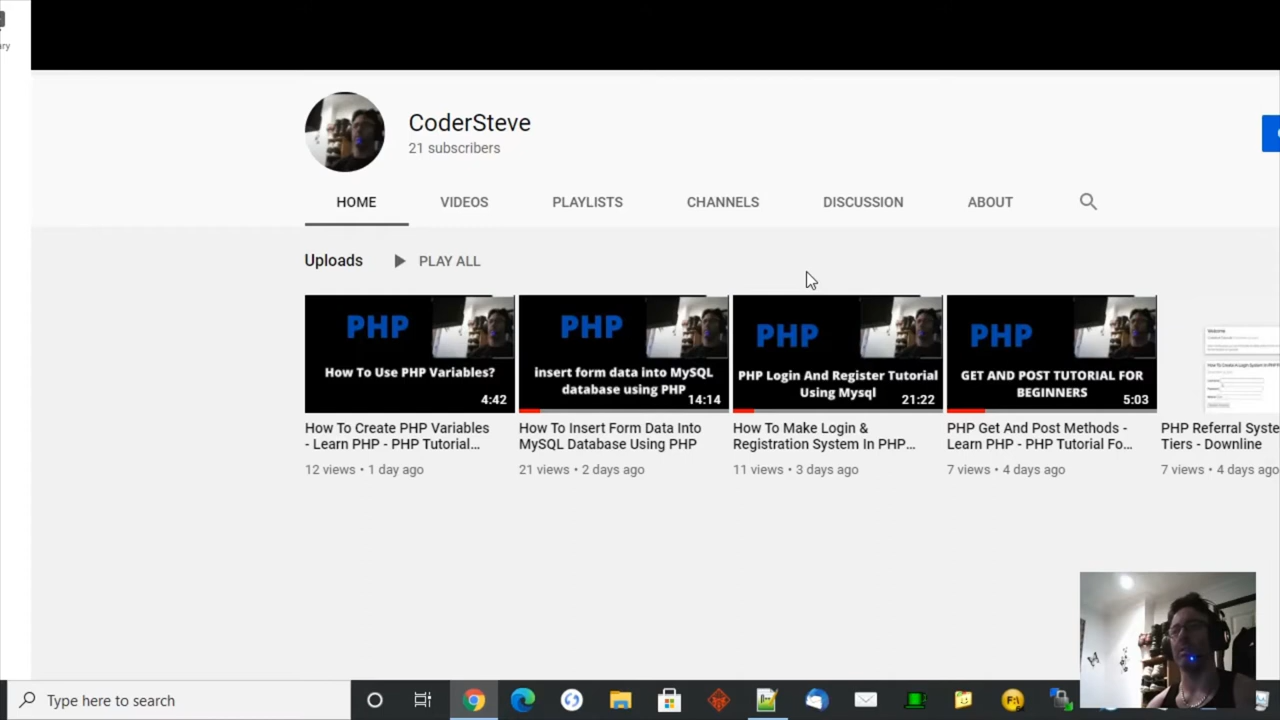 ry
CoderSteve
21 subscribers
HOME VIDEOS PLAYLISTS CHANNELS DISCUSSION ABOUT
Uploads PLAY ALL
PHP
How To Use PHP Variables?
4:42
PHP
insert form data into MySQL
database using PHP
14:14
PHP
PHP Login And Register Tutorial
Using Mysql
21:22
PHP
GET AND POST TUTORIAL FOR
BEGINNERS
5:03
Welcome
How To Create PHP Variables
- Learn PHP - PHP Tutorial...
12 views • 1 day ago
How To Insert Form Data Into
MySQL Database Using PHP
21 views • 2 days ago
How To Make Login &
Registration System In PHP...
11 views • 3 days ago
PHP Get And Post Methods -
Learn PHP - PHP Tutorial Fo...
7 views • 4 days ago
PHP Referral Syste
Tiers - Downline
7 views • 4 days ago
Type here to search
F:\